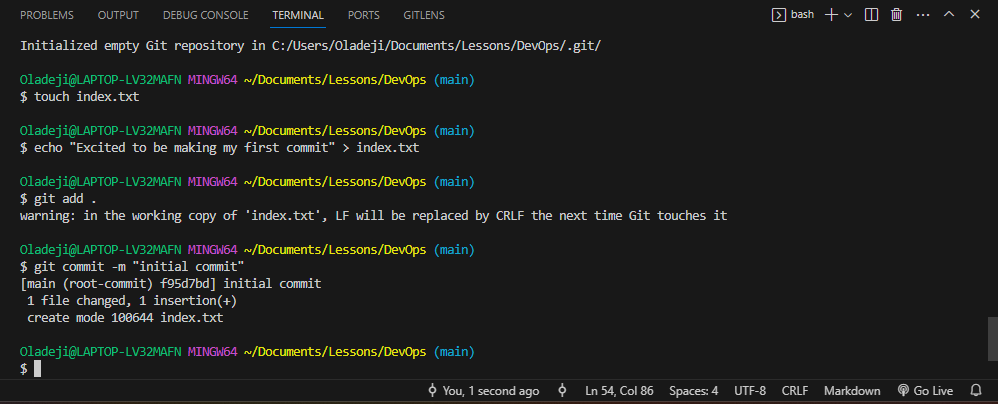 PROBLEMS OUTPUT DEBUG CONSOLE TERMINAL PORTS GITLENS bash
Initialized empty Git repository in C:/Users/Oladeji/Documents/Lessons/DevOps/.git/
Oladeji@LAPTOP-LV32MAFN MINGW64 ~/Documents/Lessons/DevOps (main)
$ touch index.txt
Oladeji@LAPTOP-LV32MAFN MINGW64 ~/Documents/Lessons/DevOps (main)
$ echo "Excited to be making my first commit" > index.txt
Oladeji@LAPTOP-LV32MAFN MINGW64 ~/Documents/Lessons/DevOps (main)
$ git add .
warning: in the working copy of 'index.txt', LF will be replaced by CRLF the next time Git touches it
Oladeji@LAPTOP-LV32MAFN MINGW64 ~/Documents/Lessons/DevOps (main)
$ git commit -m "initial commit"
[main (root-commit) f95d7bd] initial commit
 1 file changed, 1 insertion(+)
 create mode 100644 index.txt
Oladeji@LAPTOP-LV32MAFN MINGW64 ~/Documents/Lessons/DevOps (main)
$
You, 1 second ago Ln 54, Col 86 Spaces: 4 UTF-8 CRLF Markdown Go Live